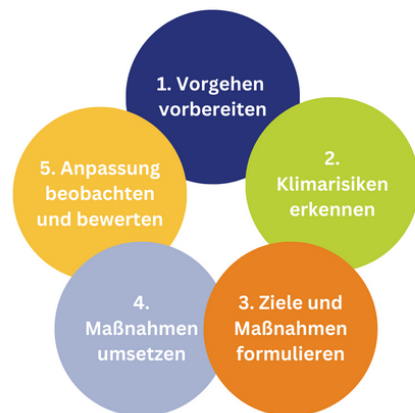 1. Vorgehen
vorbereiten
2.
Klimarisiken
erkennen
3. Ziele und
Maßnahmen
formulieren
4.
Maßnahmen
umsetzen
5. Anpassung
beobachten
und bewerten